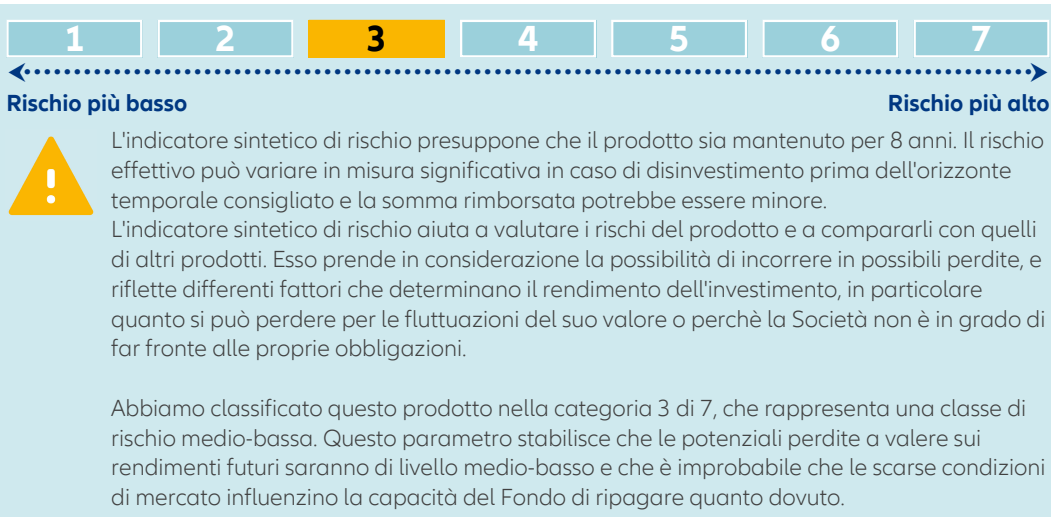 1 2 3 4 5 6 7
Rischio più basso Rischio più alto
L'indicatore sintetico di rischio presuppone che il prodotto sia mantenuto per 8 anni. Il rischio
effettivo può variare in misura significativa in caso di disinvestimento prima dell'orizzonte
temporale consigliato e la somma rimborsata potrebbe essere minore.
L'indicatore sintetico di rischio aiuta a valutare i rischi del prodotto e a compararli con quelli
di altri prodotti. Esso prende in considerazione la possibilità di incorrere in possibili perdite, e
riflette differenti fattori che determinano il rendimento dell'investimento, in particolare
quanto si può perdere per le fluttuazioni del suo valore o perchè la Società non è in grado di
far fronte alle proprie obbligazioni.
Abbiamo classificato questo prodotto nella categoria 3 di 7, che rappresenta una classe di
rischio medio-bassa. Questo parametro stabilisce che le potenziali perdite a valere sui
rendimenti futuri saranno di livello medio-basso e che è improbabile che le scarse condizioni
di mercato influenzino la capacità del Fondo di ripagare quanto dovuto.